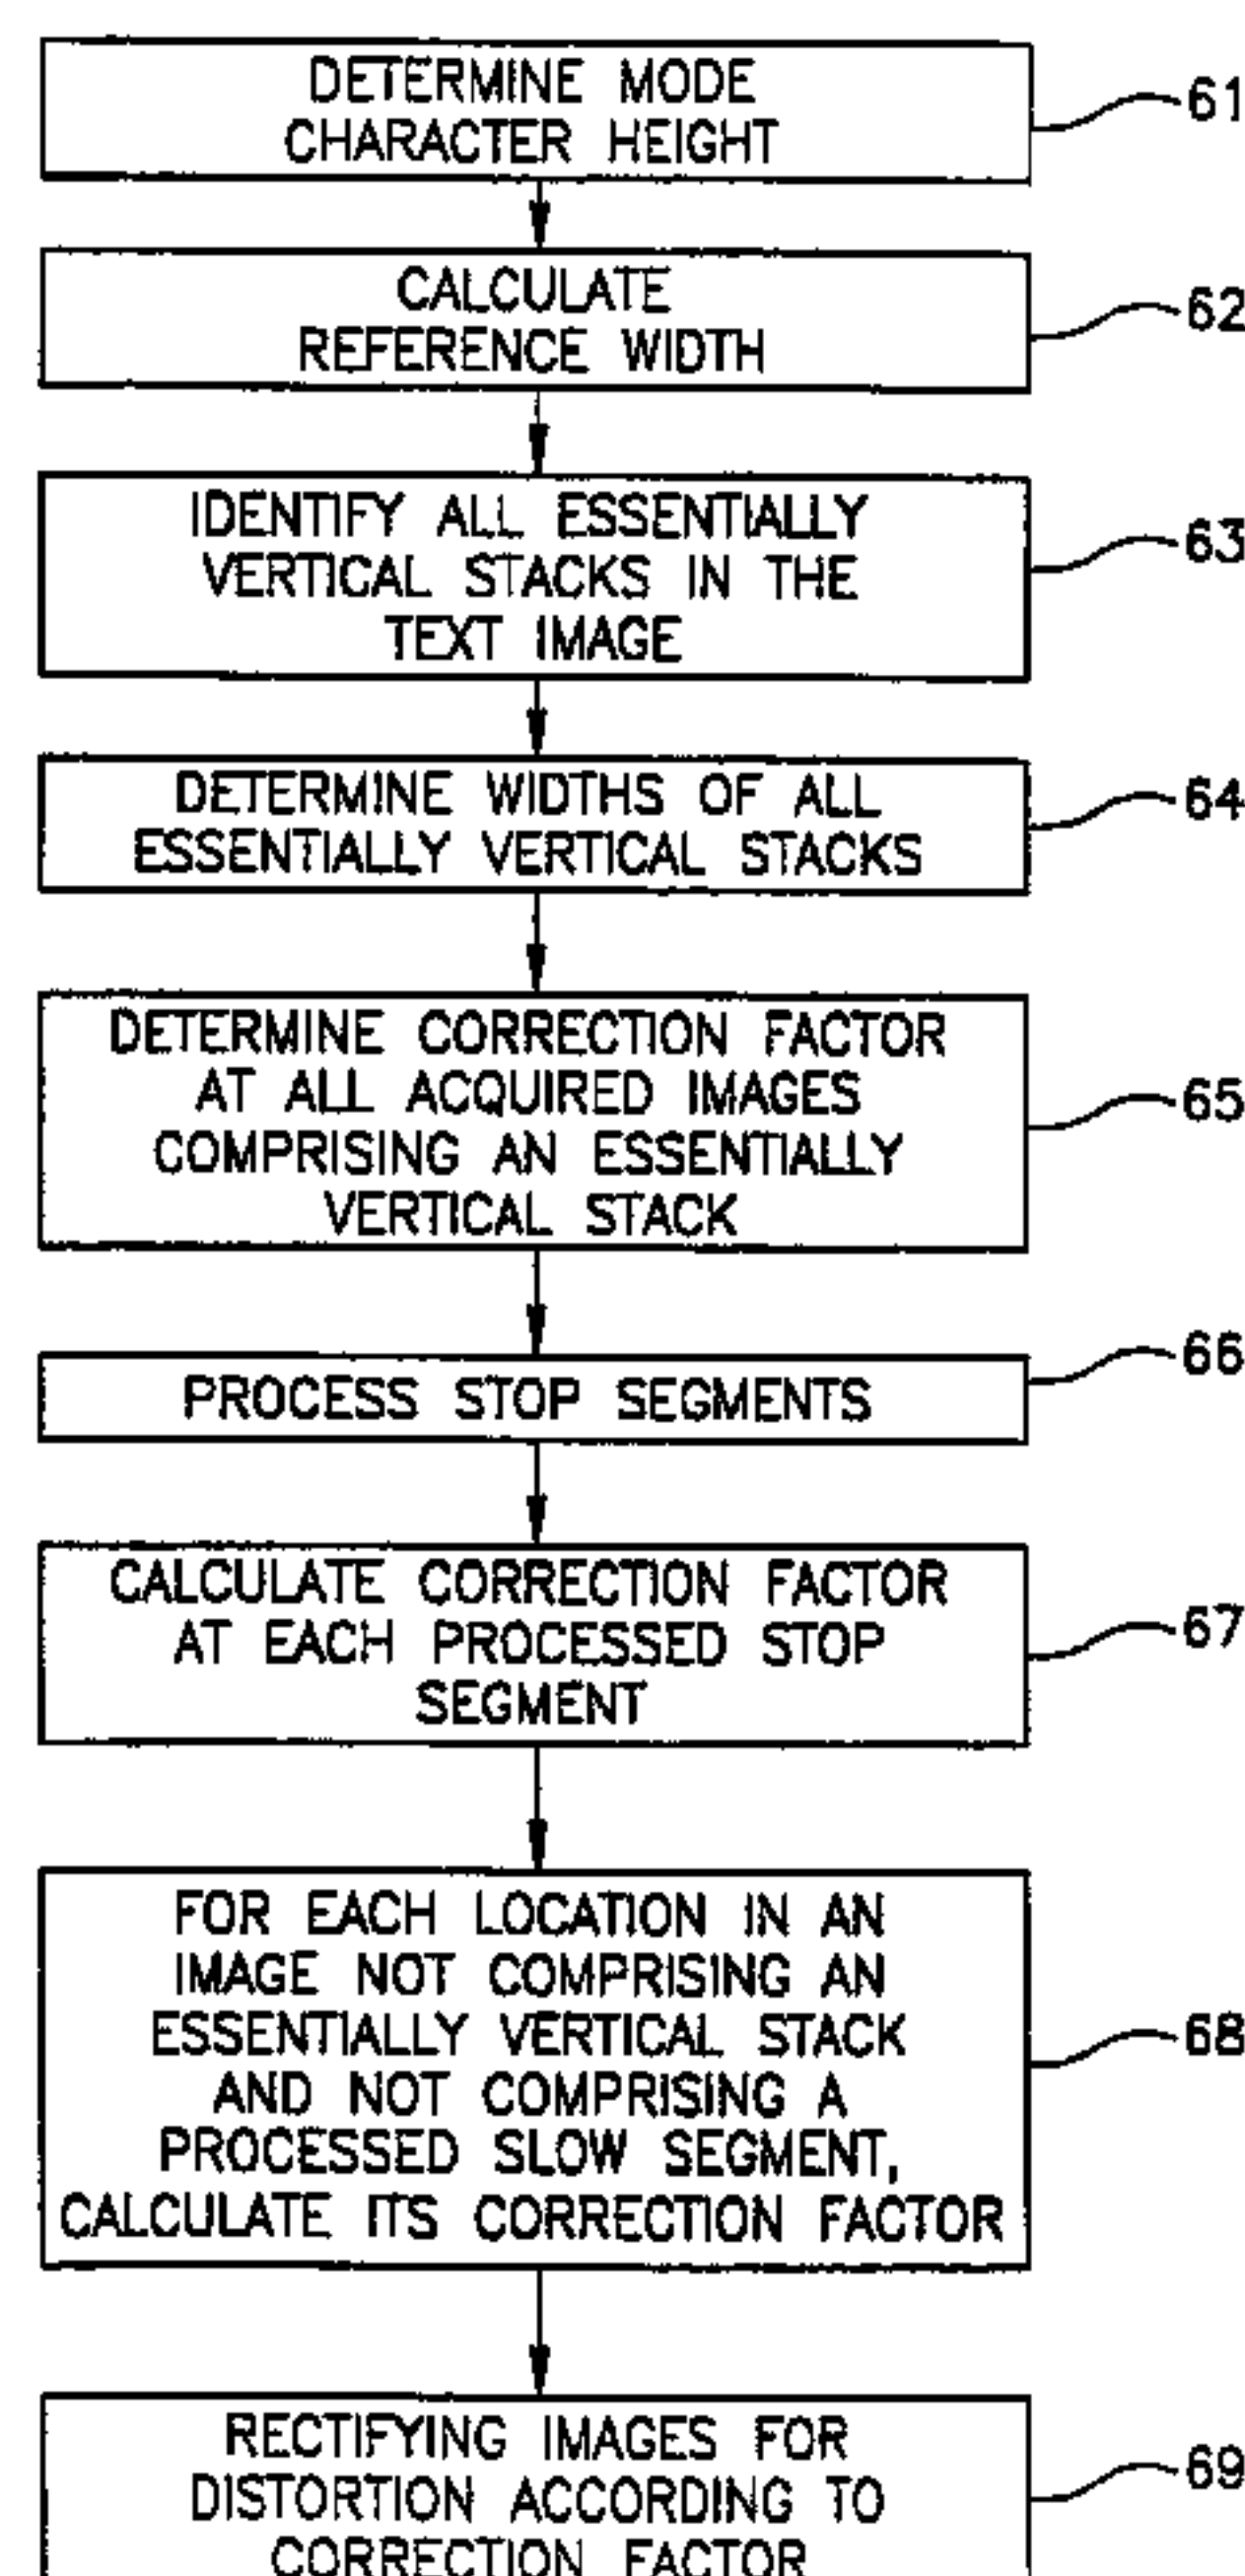 DETERMINE MODE
CHARACTER HEIGHT
61
CALCULATE
REFERENCE WIDTH
62
IDENTIFY ALL ESSENTIALLY
VERTICAL STACKS IN THE
TEXT IMAGE
63
DETERMINE WIDTHS OF ALL
ESSENTIALLY VERTICAL STACKS
64
DETERMINE CORRECTION FACTOR
AT ALL ACQUIRED IMAGES
COMPRISING AN ESSENTIALLY
VERTICAL STACK
65
PROCESS STOP SEGMENTS
66
CALCULATE CORRECTION FACTOR
AT EACH PROCESSED STOP
SEGMENT
67
FOR EACH LOCATION IN AN
IMAGE NOT COMPRISING AN
ESSENTIALLY VERTICAL STACK
AND NOT COMPRISING A
PROCESSED SLOW SEGMENT,
CALCULATE ITS CORRECTION FACTOR
68
RECTIFYING IMAGES FOR
DISTORTION ACCORDING TO
CORRECTION FACTOR
69